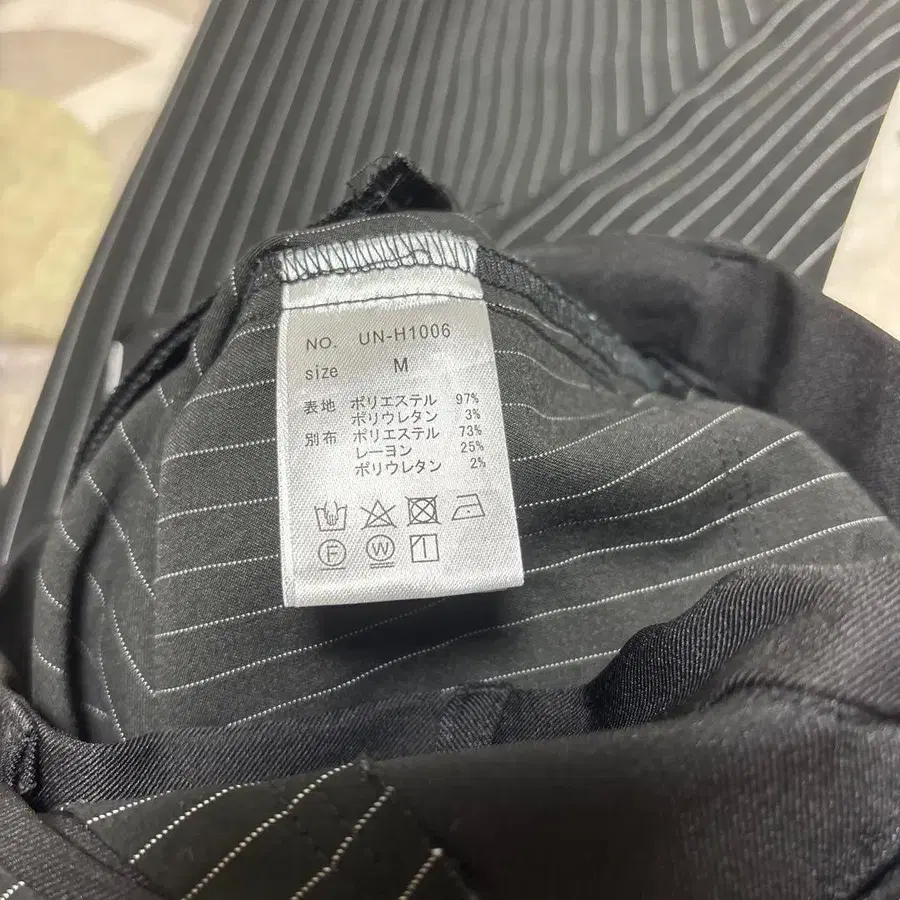 NO. UN-H1006
size M
表地 ポリエステル 97%
ポリウレタン 3%
別布 ポリエステル 73%
レーヨン 25%
ポリウレタン 2%
F W